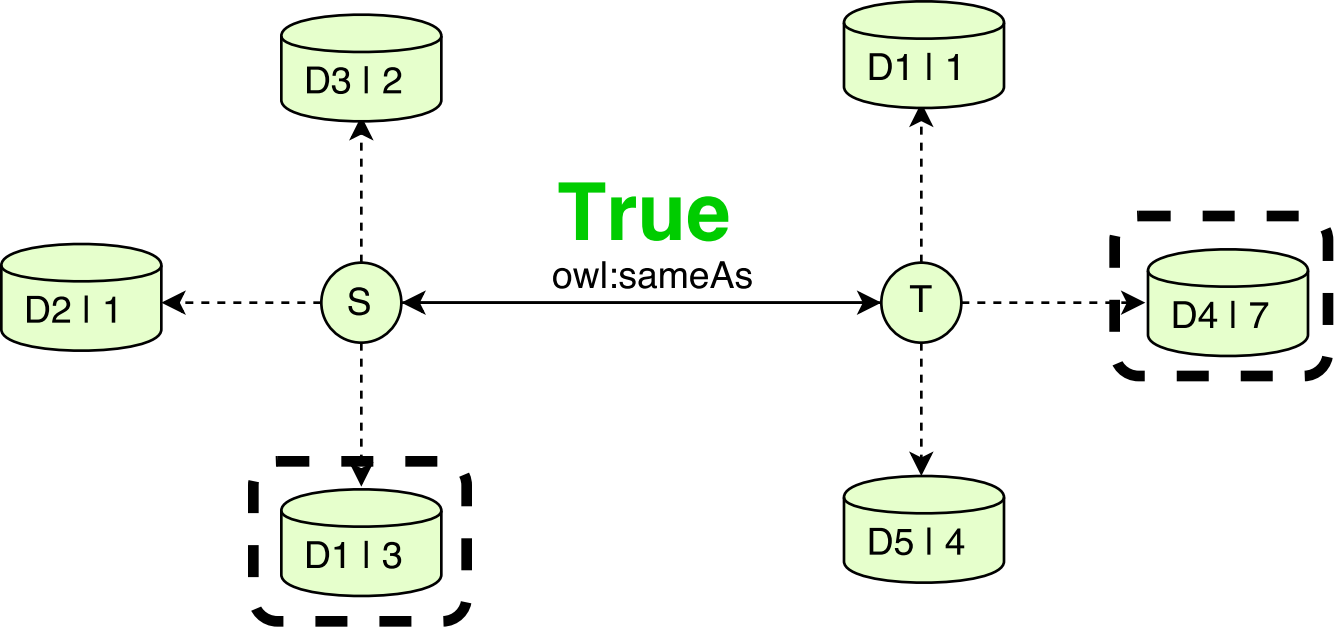 D3 | 2
D1 | 1
True
owl:sameAs
D2 | 1
S
T
D4 | 7
D1 | 3
D5 | 4